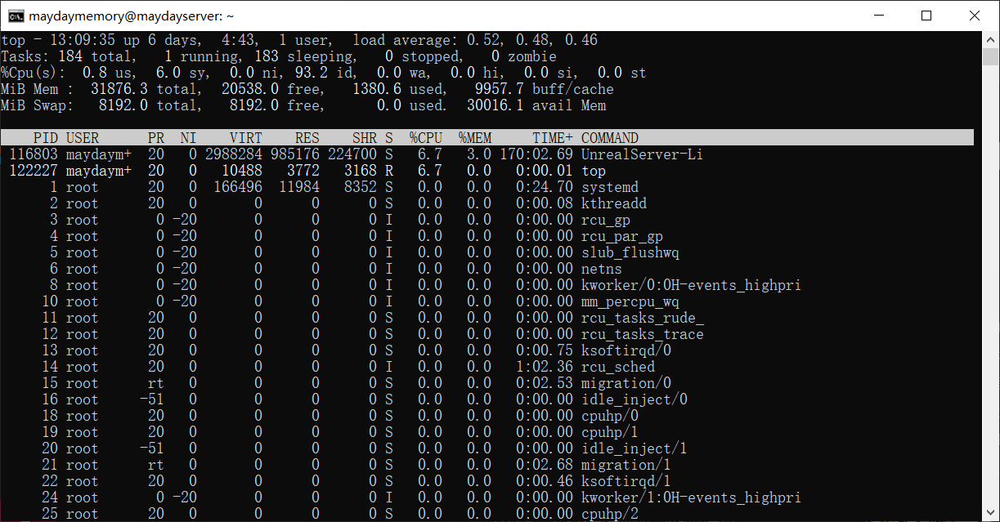 maydaymemory@maydayserver: ~
top - 13:09:35 up 6 days,  4:43,  1 user,  load average: 0.52, 0.48, 0.46
Tasks: 184 total,   1 running, 183 sleeping,   0 stopped,   0 zombie
%Cpu(s):  0.8 us,  6.0 sy,  0.0 ni, 93.2 id,  0.0 wa,  0.0 hi,  0.0 si,  0.0 st
MiB Mem :  31876.3 total,  20538.0 free,   1380.6 used,   9957.7 buff/cache
MiB Swap:   8192.0 total,   8192.0 free,      0.0 used.  30016.1 avail Mem
    PID USER      PR  NI    VIRT    RES    SHR S  %CPU  %MEM     TIME+ COMMAND
 116803 maydaym+  20   0 2988284 985176 224700 S   6.7   3.0 170:02.69 UnrealServer-Li
 122227 maydaym+  20   0   10488   3772   3168 R   6.7   0.0   0:00.01 top
      1 root      20   0  166496  11984   8352 S   0.0   0.0   0:24.70 systemd
      2 root      20   0       0      0      0 S   0.0   0.0   0:00.08 kthreadd
      3 root       0 -20       0      0      0 I   0.0   0.0   0:00.00 rcu_gp
      4 root       0 -20       0      0      0 I   0.0   0.0   0:00.00 rcu_par_gp
      5 root       0 -20       0      0      0 I   0.0   0.0   0:00.00 slub_flushwq
      6 root       0 -20       0      0      0 I   0.0   0.0   0:00.00 netns
      8 root       0 -20       0      0      0 I   0.0   0.0   0:00.00 kworker/0:0H-events_highpri
     10 root       0 -20       0      0      0 I   0.0   0.0   0:00.00 mm_percpu_wq
     11 root      20   0       0      0      0 S   0.0   0.0   0:00.00 rcu_tasks_rude_
     12 root      20   0       0      0      0 S   0.0   0.0   0:00.00 rcu_tasks_trace
     13 root      20   0       0      0      0 S   0.0   0.0   0:00.75 ksoftirqd/0
     14 root      20   0       0      0      0 I   0.0   0.0   1:02.36 rcu_sched
     15 root      rt   0       0      0      0 S   0.0   0.0   0:02.53 migration/0
     16 root     -51   0       0      0      0 S   0.0   0.0   0:00.00 idle_inject/0
     18 root      20   0       0      0      0 S   0.0   0.0   0:00.00 cpuhp/0
     19 root      20   0       0      0      0 S   0.0   0.0   0:00.00 cpuhp/1
     20 root     -51   0       0      0      0 S   0.0   0.0   0:00.00 idle_inject/1
     21 root      rt   0       0      0      0 S   0.0   0.0   0:02.68 migration/1
     22 root      20   0       0      0      0 S   0.0   0.0   0:00.46 ksoftirqd/1
     24 root       0 -20       0      0      0 I   0.0   0.0   0:00.00 kworker/1:0H-events_highpri
     25 root      20   0       0      0      0 S   0.0   0.0   0:00.00 cpuhp/2